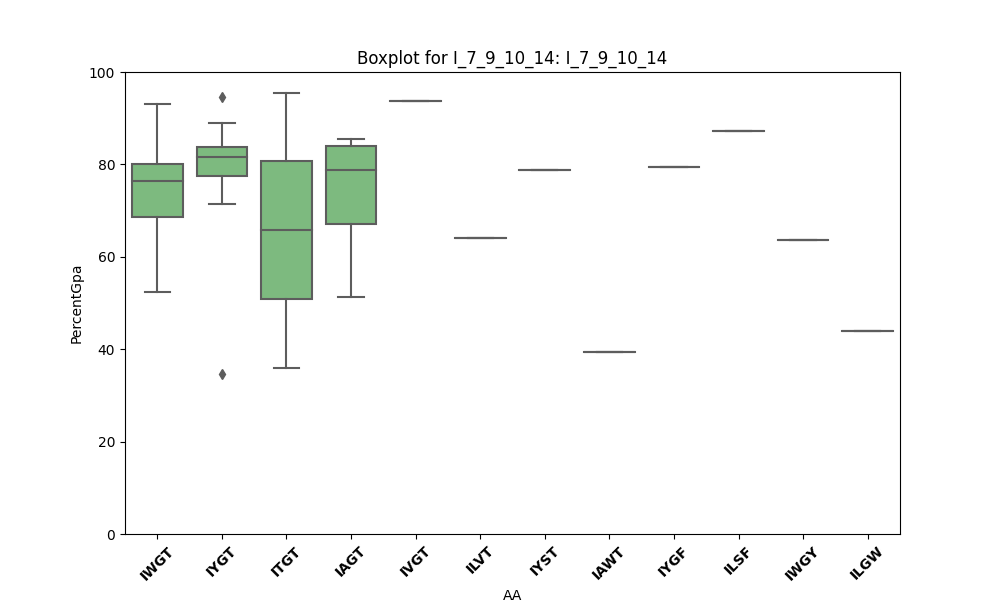 Boxplot for I_7_9_10_14: I_7_9_10_14
PercentGpa
100
80
60
40
20
0
IWGT IYGT ITGT IAGT IVGT ILVT IYST IAWT IYGF ILSF IWGY ILGW
AA